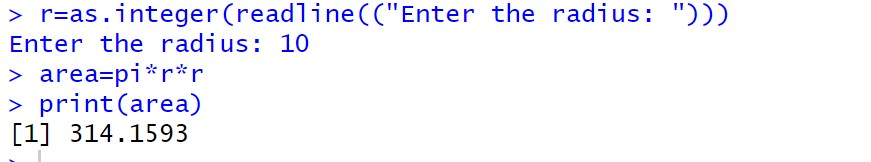 > r=as.integer(readline(("Enter the radius: ")))
Enter the radius: 10
> area=pi*r*r
> print(area)
[1] 314.1593
>